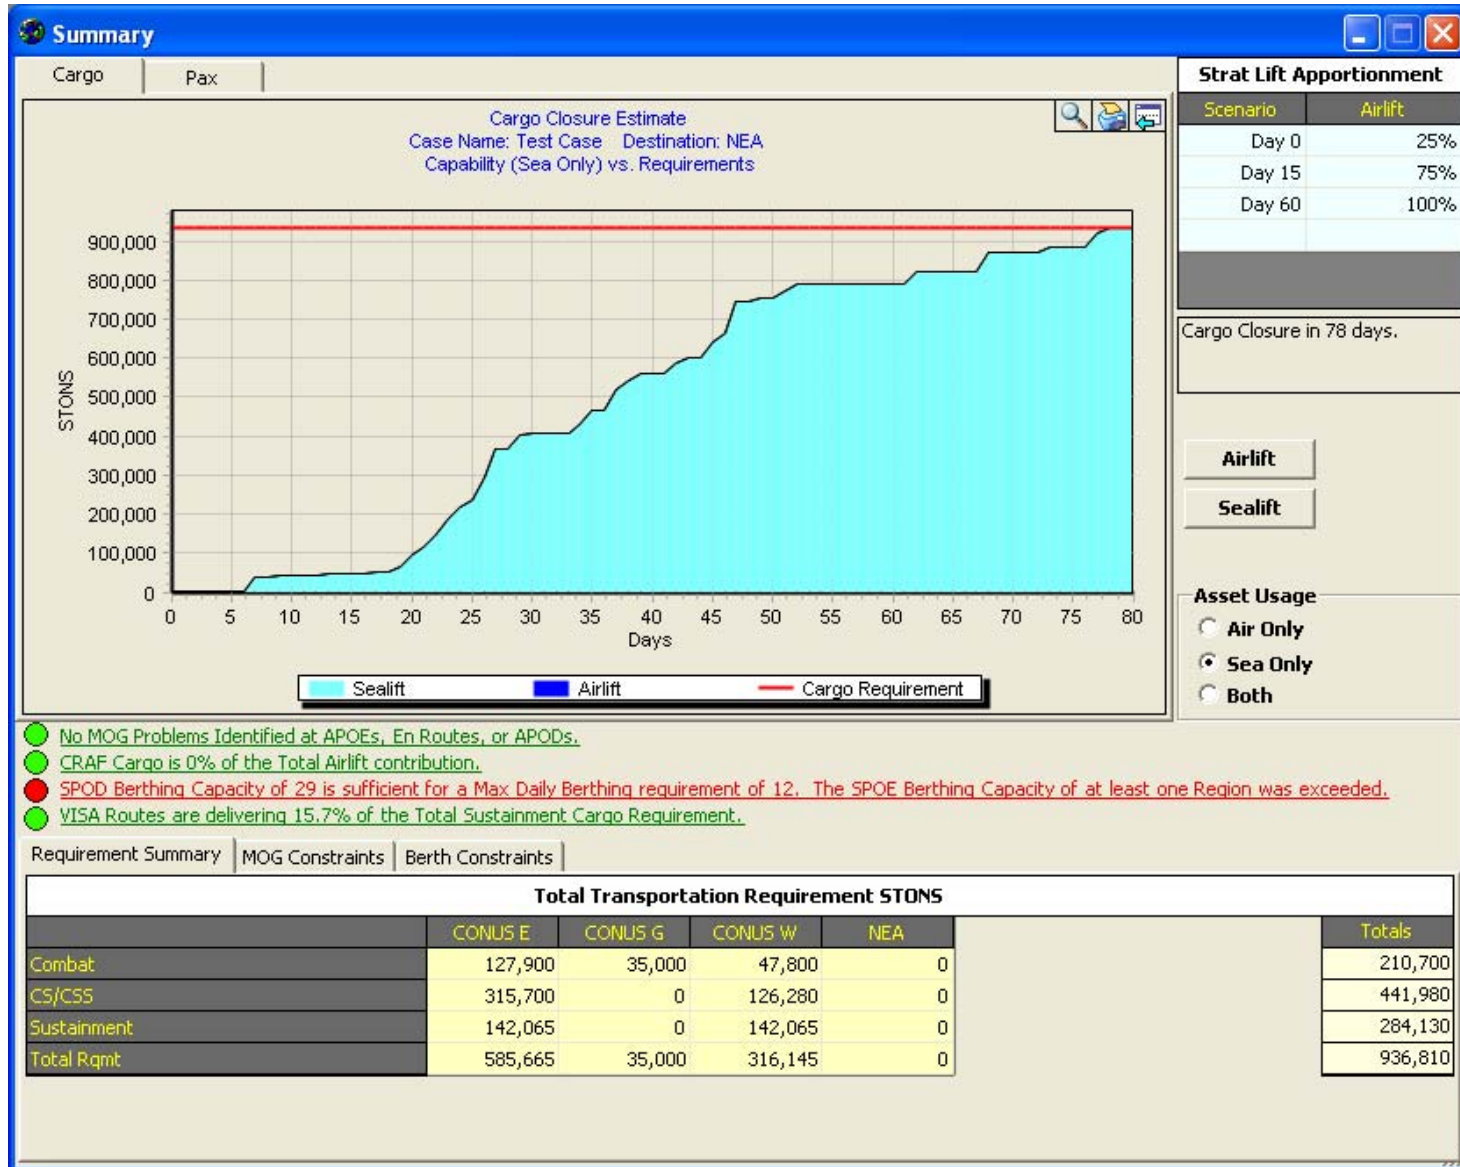 Summary
Cargo Pax
Strat Lift Apportionment
Scenario Airlift
Day 0 25%
Day 15 75%
Day 60 100%
Cargo Closure in 78 days.
Airlift
Sealift
Asset Usage
Air Only
Sea Only
Both
Cargo Closure Estimate
Case Name: Test Case Destination: NEA
Capability (Sea Only) vs. Requirements
STONS
900,000
800,000
700,000
600,000
500,000
400,000
300,000
200,000
100,000
0
0 5 10 15 20 25 30 35 40 45 50 55 60 65 70 75 80
Days
Sealift Airlift Cargo Requirement
No MOG Problems Identified at APOEs, En Routes, or APODs.
CRAF Cargo is 0% of the Total Airlift contribution.
SPOD Berthing Capacity of 29 is sufficient for a Max Daily Berthing requirement of 12. The SPOE Berthing Capacity of at least one Region was exceeded.
VISA Routes are delivering 15.7% of the Total Sustainment Cargo Requirement.
Requirement Summary MOG Constraints Berth Constraints
Total Transportation Requirement STONS
CONUS E CONUS G CONUS W NEA Totals
Combat 127,900 35,000 47,800 0 210,700
CS/CSS 315,700 0 126,280 0 441,980
Sustainment 142,065 0 142,065 0 284,130
Total Rqmt 585,665 35,000 316,145 0 936,810